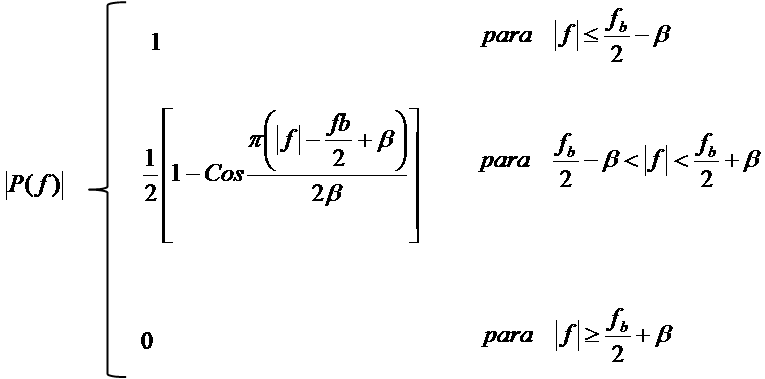 |P(f)| { 1 para |f| ≤ f_b/2 − β
1/2 [1 − Cos π(|f| − fb/2 + β)/2β] para f_b/2 − β < |f| < f_b/2 + β
0 para |f| ≥ f_b/2 + β